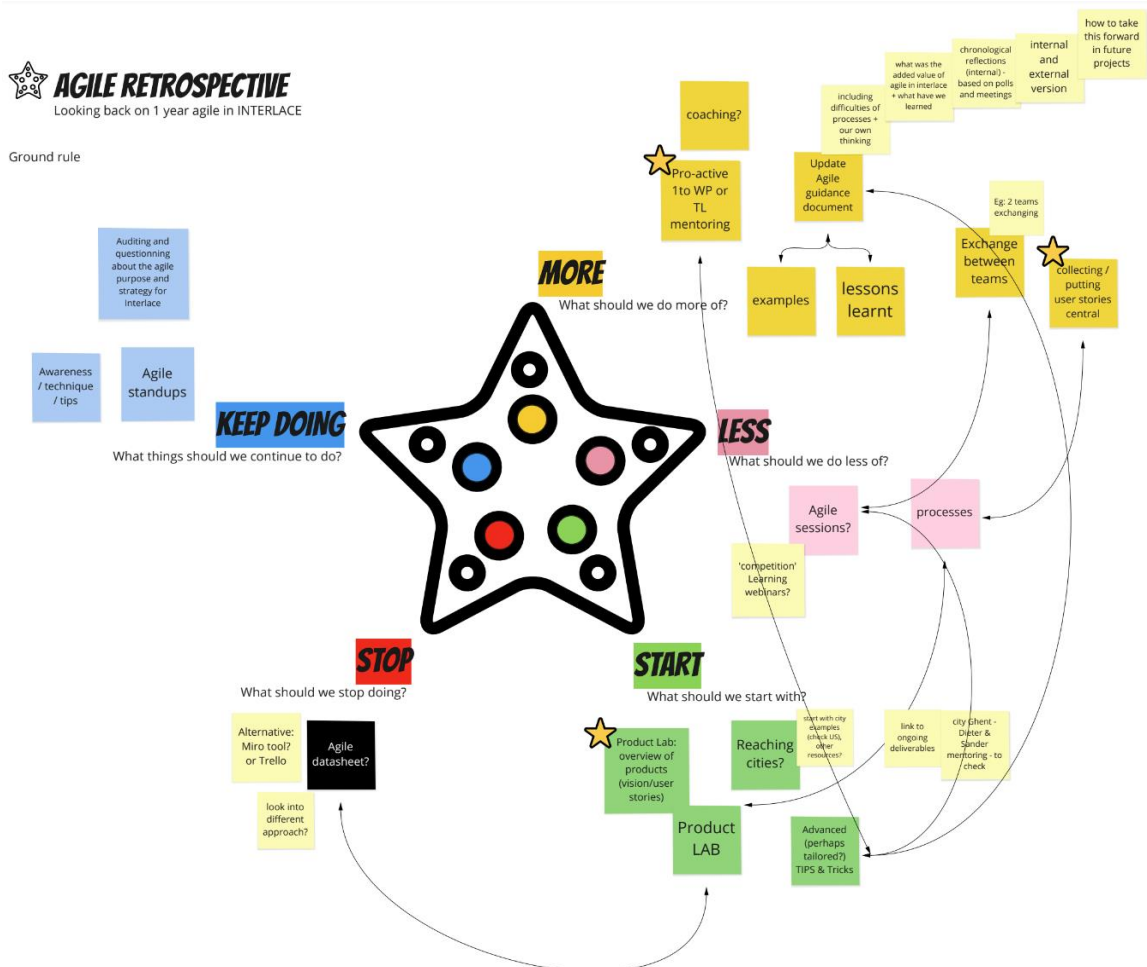 AGILE RETROSPECTIVE
Looking back on 1 year agile in INTERLACE
Ground rule
how to take
this forward
in future
projects
internal
and
external
version
chronological
reflections
(internal) -
based on polls
and meetings
what was the
added value of
agile in interlace
+ what have we
learned
including
difficulties of
processes +
our own
thinking
coaching?
Pro-active
1to WP or
TL
mentoring
Update
Agile
guidance
document
examples
lessons
learnt
Eg: 2 teams
exchanging
Exchange
between
teams
collecting /
putting
user stories
central
MORE
What should we do more of?
Auditing and
questionning
about the agile
purpose and
strategy for
Interlace
Awareness
/ technique
/ tips
Agile
standups
KEEP DOING
What things should we continue to do?
LESS
What should we do less of?
Agile
sessions?
processes
'competition'
Learning
webinars?
STOP
What should we stop doing?
Alternative:
Miro tool?
or Trello
Agile
datasheet?
look into
different
approach?
START
What should we start with?
Product Lab:
overview of
products
(vision/user
stories)
Product
LAB
Reaching
cities?
start with city
examples
(check US),
other
resources?
link to
ongoing
deliverables
city Ghent -
Dieter &
Sander
mentoring - to
check
Advanced
(perhaps
tailored?)
TIPS & Tricks